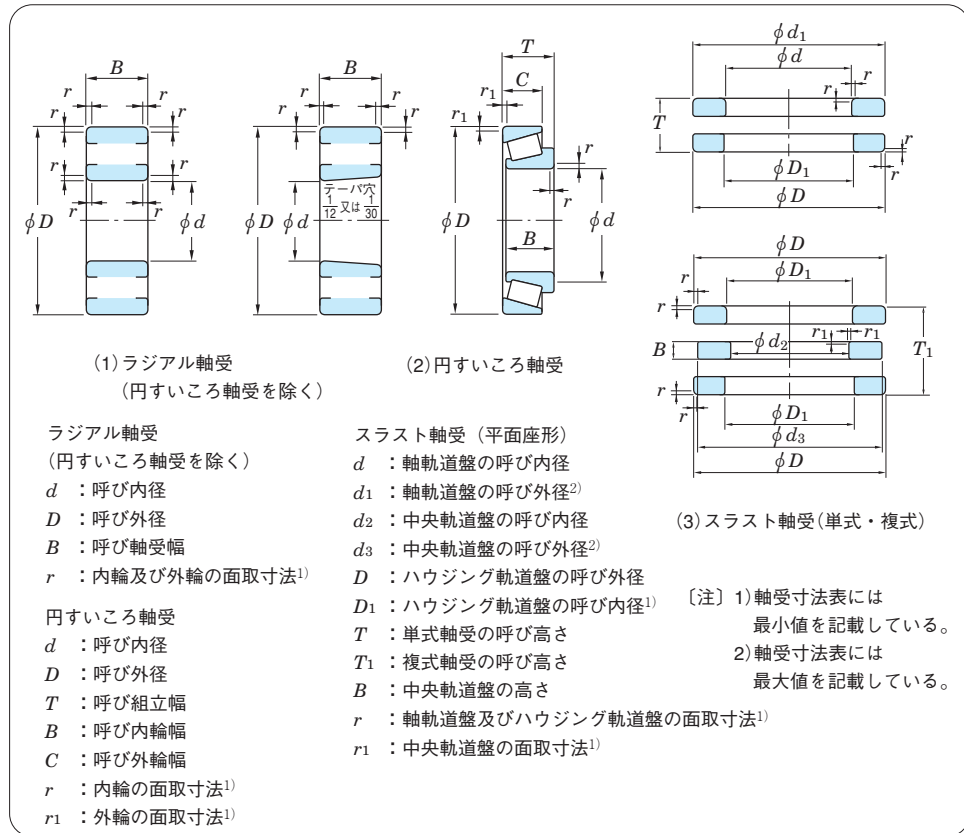 B
r
r
r
r
r
r
r
r
φD
φd
(1)ラジアル軸受
(円すいころ軸受を除く)
B
r
r
r
r
テーパ穴
1/12 又は 1/30
φD
φd
T
C
r1
r1
r
r
φD
φd
B
(2)円すいころ軸受
φd1
φd
r
r
T
φD1
r
r
φD
φD
φD1
r
r
r1
r1
φd2
B
T1
r
r
φD1
φd3
φD
(3)スラスト軸受(単式・複式)
ラジアル軸受
(円すいころ軸受を除く)
d :呼び内径
D :呼び外径
B :呼び軸受幅
r :内輪及び外輪の面取寸法1)
円すいころ軸受
d :呼び内径
D :呼び外径
T :呼び組立幅
B :呼び内輪幅
C :呼び外輪幅
r :内輪の面取寸法1)
r1 :外輪の面取寸法1)
スラスト軸受(平面座形)
d :軸軌道盤の呼び内径
d1 :軸軌道盤の呼び外径2)
d2 :中央軌道盤の呼び内径
d3 :中央軌道盤の呼び外径2)
D :ハウジング軌道盤の呼び外径
D1 :ハウジング軌道盤の呼び内径1)
T :単式軸受の呼び高さ
T1 :複式軸受の呼び高さ
B :中央軌道盤の高さ
r :軸軌道盤及びハウジング軌道盤の面取寸法1)
r1 :中央軌道盤の面取寸法1)
〔注〕1)軸受寸法表には
最小値を記載している。
2)軸受寸法表には
最大値を記載している。